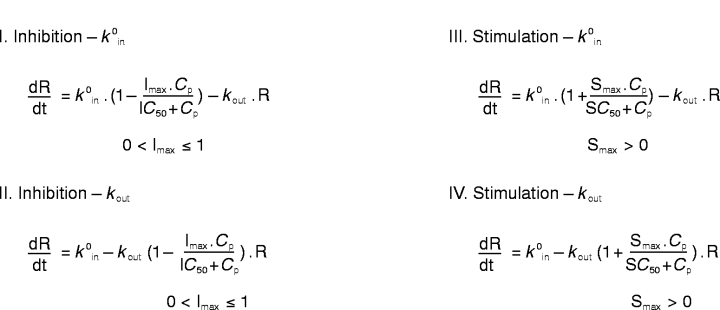 I. Inhibition – k⁰ᵢₙ
dR/dt = k⁰ᵢₙ . (1 – Iₘₐₓ . Cₚ / IC₅₀ + Cₚ) – kₒᵤₜ . R
0 < Iₘₐₓ ≤ 1
II. Inhibition – kₒᵤₜ
dR/dt = k⁰ᵢₙ – kₒᵤₜ (1 – Iₘₐₓ . Cₚ / IC₅₀ + Cₚ) . R
0 < Iₘₐₓ ≤ 1
III. Stimulation – k⁰ᵢₙ
dR/dt = k⁰ᵢₙ . (1 + Sₘₐₓ . Cₚ / SC₅₀ + Cₚ) – kₒᵤₜ . R
Sₘₐₓ > 0
IV. Stimulation – kₒᵤₜ
dR/dt = k⁰ᵢₙ – kₒᵤₜ (1 + Sₘₐₓ . Cₚ / SC₅₀ + Cₚ) . R
Sₘₐₓ > 0